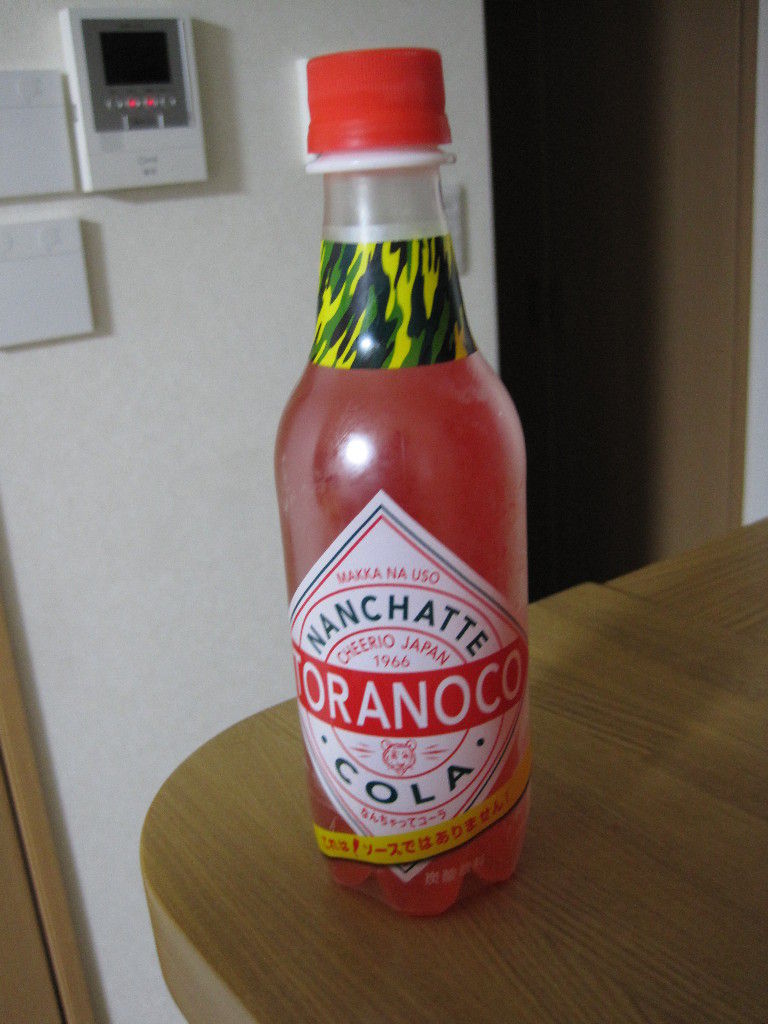 MAKKA NA USO
NANCHATTE
CHEERIO JAPAN
1966
TORANOCO
COLA
なんちゃってコーラ
これは!ソースではありません!
炭酸飲料